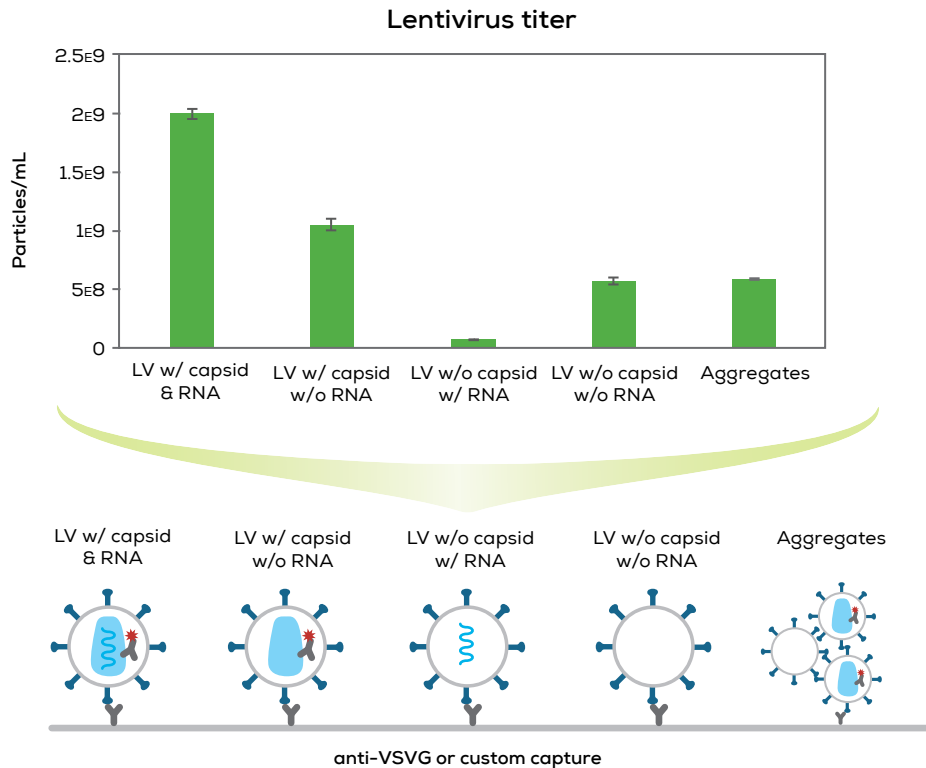 Lentivirus titer
Particles/mL
2.5E9
2E9
1.5E9
1E9
5E8
0
LV w/ capsid
& RNA
LV w/ capsid
w/o RNA
LV w/o capsid
w/ RNA
LV w/o capsid
w/o RNA
Aggregates
LV w/ capsid
& RNA
LV w/ capsid
w/o RNA
LV w/o capsid
w/ RNA
LV w/o capsid
w/o RNA
Aggregates
anti-VSVG or custom capture